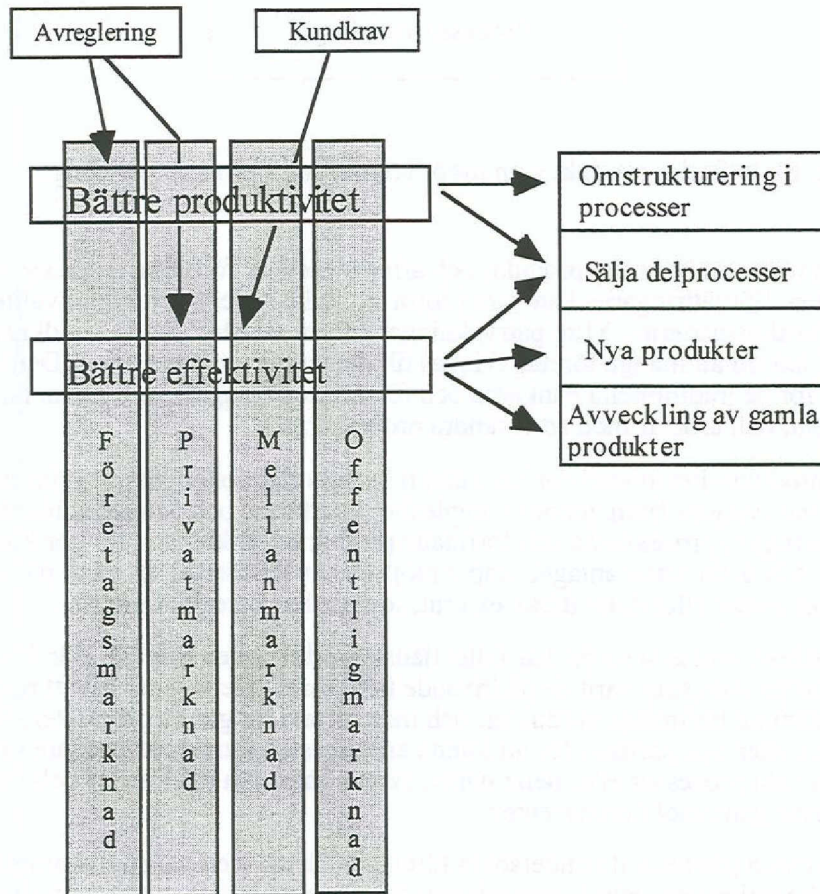 Avreglering
Kundkrav
Bättre produktivitet
Omstrukturering i
processer
Sälja delprocesser
Nya produkter
Avveckling av gamla
produkter
Bättre effektivitet
Företagsmarknad
Privatmarknad
Mellanmarknad
Offentligmarknad